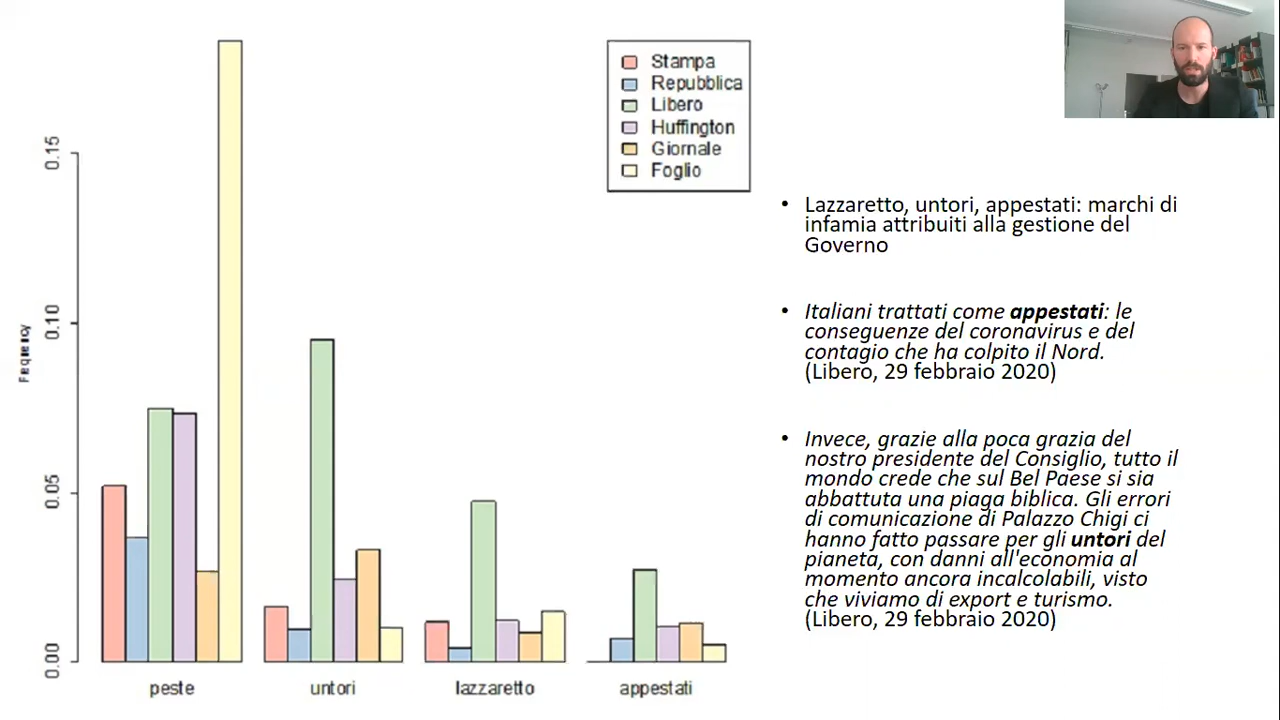 Stampa
Repubblica
Libero
Huffington
Giornale
Foglio
0.15
0.10
0.05
0.00
Frequency
peste
untori
lazzaretto
appestati
• Lazzaretto, untori, appestati: marchi di
infamia attribuiti alla gestione del
Governo
• Italiani trattati come appestati: le
conseguenze del coronavirus e del
contagio che ha colpito il Nord.
(Libero, 29 febbraio 2020)
• Invece, grazie alla poca grazia del
nostro presidente del Consiglio, tutto il
mondo crede che sul Bel Paese si sia
abbattuta una piaga biblica. Gli errori
di comunicazione di Palazzo Chigi ci
hanno fatto passare per gli untori del
pianeta, con danni all'economia al
momento ancora incalcolabili, visto
che viviamo di export e turismo.
(Libero, 29 febbraio 2020)